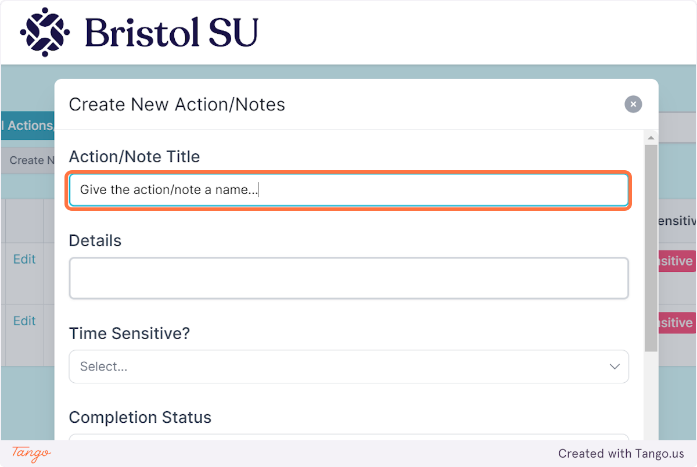 Bristol SU
Create New Action/Notes
Actions
Create N
Action/Note Title
Give the action/note a name...
Details
Edit
Time Sensitive?
Edit
Select...
Completion Status
ensitiv
sitive
sitive
Tango
Created with Tango.us